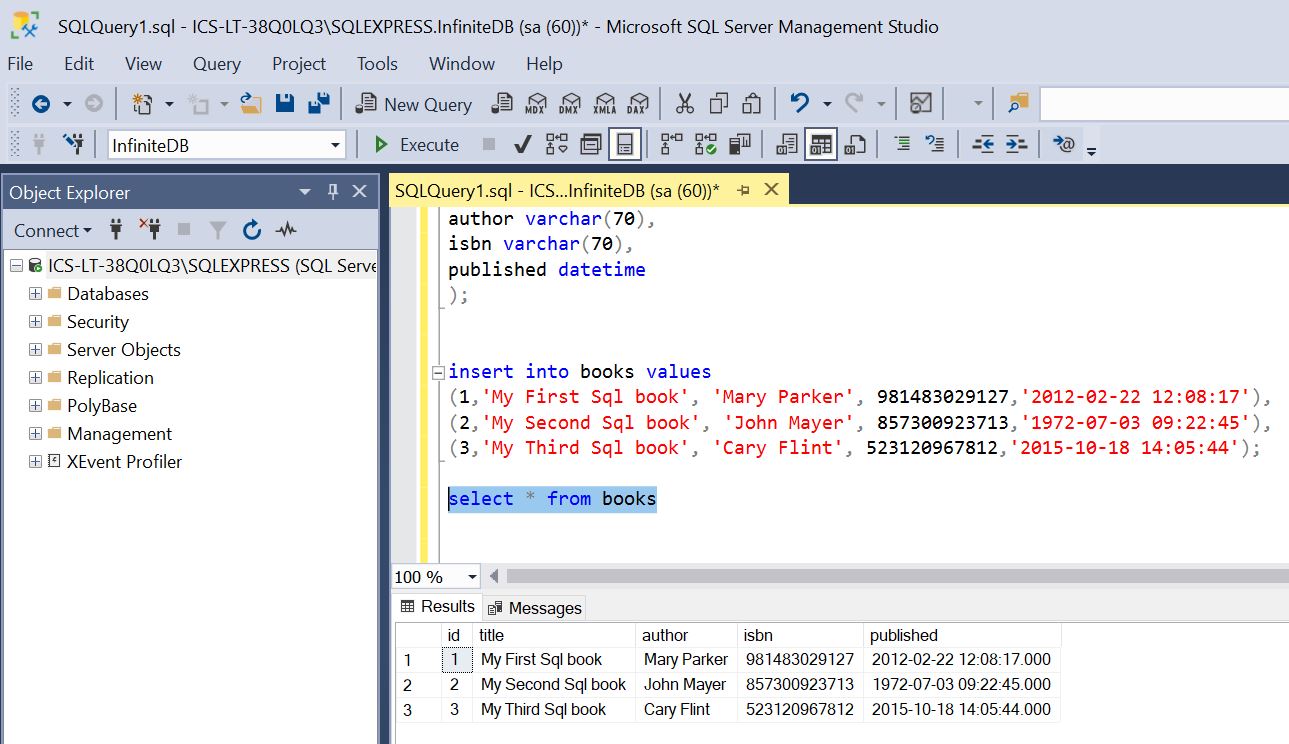 SQLQuery1.sql - ICS-LT-38Q0LQ3\SQLEXPRESS.InfiniteDB (sa (60))* - Microsoft SQL Server Management Studio
File Edit View Query Project Tools Window Help
New Query MDX DMX XMLA DAX
InfiniteDB Execute
Object Explorer
Connect
ICS-LT-38Q0LQ3\SQLEXPRESS (SQL Serve
Databases
Security
Server Objects
Replication
PolyBase
Management
XEvent Profiler
SQLQuery1.sql - ICS...InfiniteDB (sa (60))*
author varchar(70),
isbn varchar(70),
published datetime
);
insert into books values
(1,'My First Sql book', 'Mary Parker', 981483029127,'2012-02-22 12:08:17'),
(2,'My Second Sql book', 'John Mayer', 857300923713,'1972-07-03 09:22:45'),
(3,'My Third Sql book', 'Cary Flint', 523120967812,'2015-10-18 14:05:44');
select * from books
100 %
Results Messages
id title author isbn published
1 1 My First Sql book Mary Parker 981483029127 2012-02-22 12:08:17.000
2 2 My Second Sql book John Mayer 857300923713 1972-07-03 09:22:45.000
3 3 My Third Sql book Cary Flint 523120967812 2015-10-18 14:05:44.000